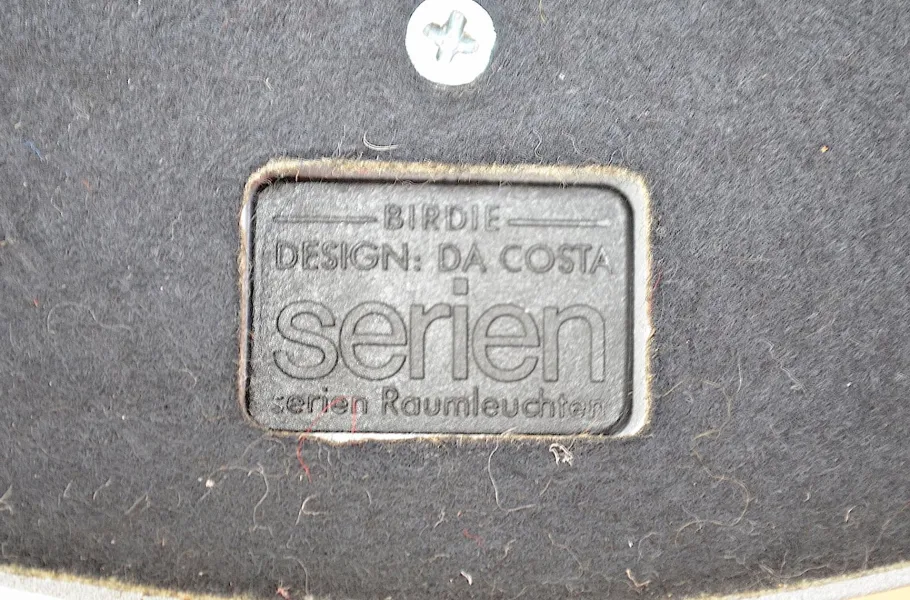 BIRDIE
DESIGN: DA COSTA
serien
serien Raumleuchten